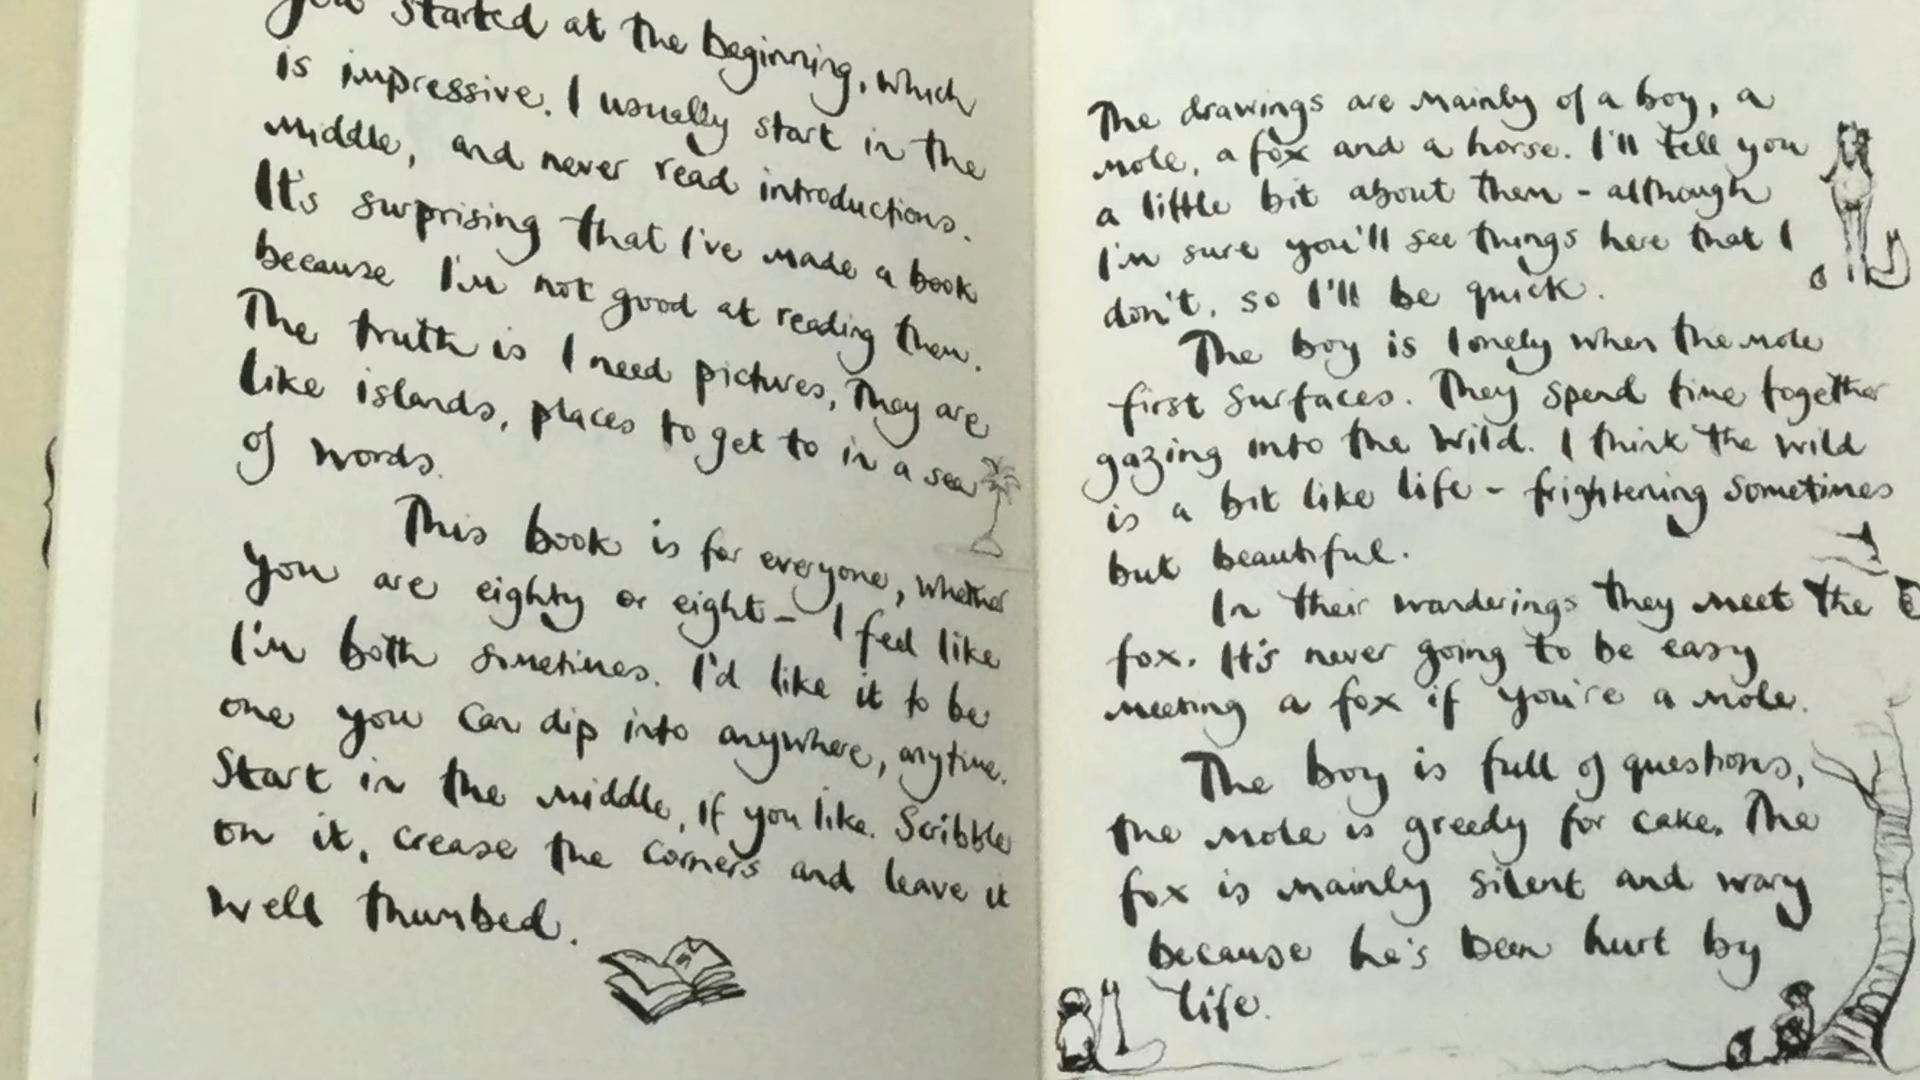 You started at the beginning, which
is impressive. I usually start in the
middle, and never read introductions.
It's surprising that I've made a book
because I'm not good at reading them.
The truth is I need pictures, they are
like islands, places to get to in a sea
of words.
This book is for everyone, whether
you are eighty or eight - I feel like
I'm both sometimes. I'd like it to be
one you can dip into anywhere, anytime.
Start in the middle, if you like. Scribble
on it, crease the corners and leave it
well thumbed.
The drawings are mainly of a boy, a
mole, a fox and a horse. I'll tell you
a little bit about them - although
I'm sure you'll see things here that I
don't, so I'll be quick.
The boy is lonely when the mole
first surfaces. They spend time together
gazing into the wild. I think the wild
is a bit like life - frightening sometimes
but beautiful.
In their wanderings they meet the
fox. It's never going to be easy
meeting a fox if you're a mole.
The boy is full of questions,
the mole is greedy for cake. The
fox is mainly silent and wary
because he's been hurt by
life.